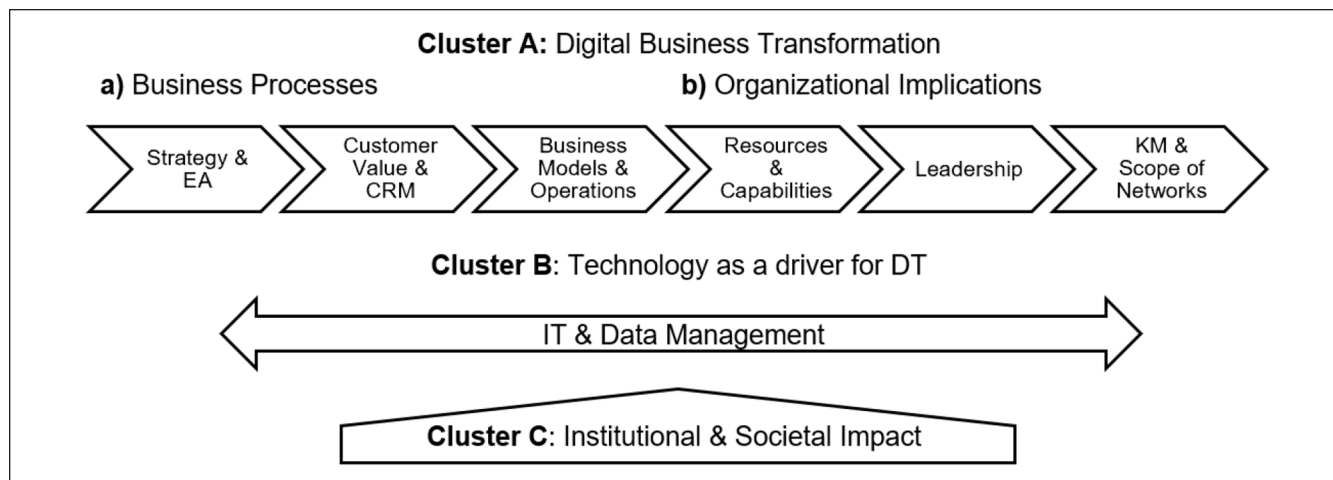 Cluster A: Digital Business Transformation
a) Business Processes
b) Organizational Implications
Strategy &
EA
Customer
Value &
CRM
Business
Models &
Operations
Resources
&
Capabilities
Leadership
KM &
Scope of
Networks
Cluster B: Technology as a driver for DT
IT & Data Management
Cluster C: Institutional & Societal Impact